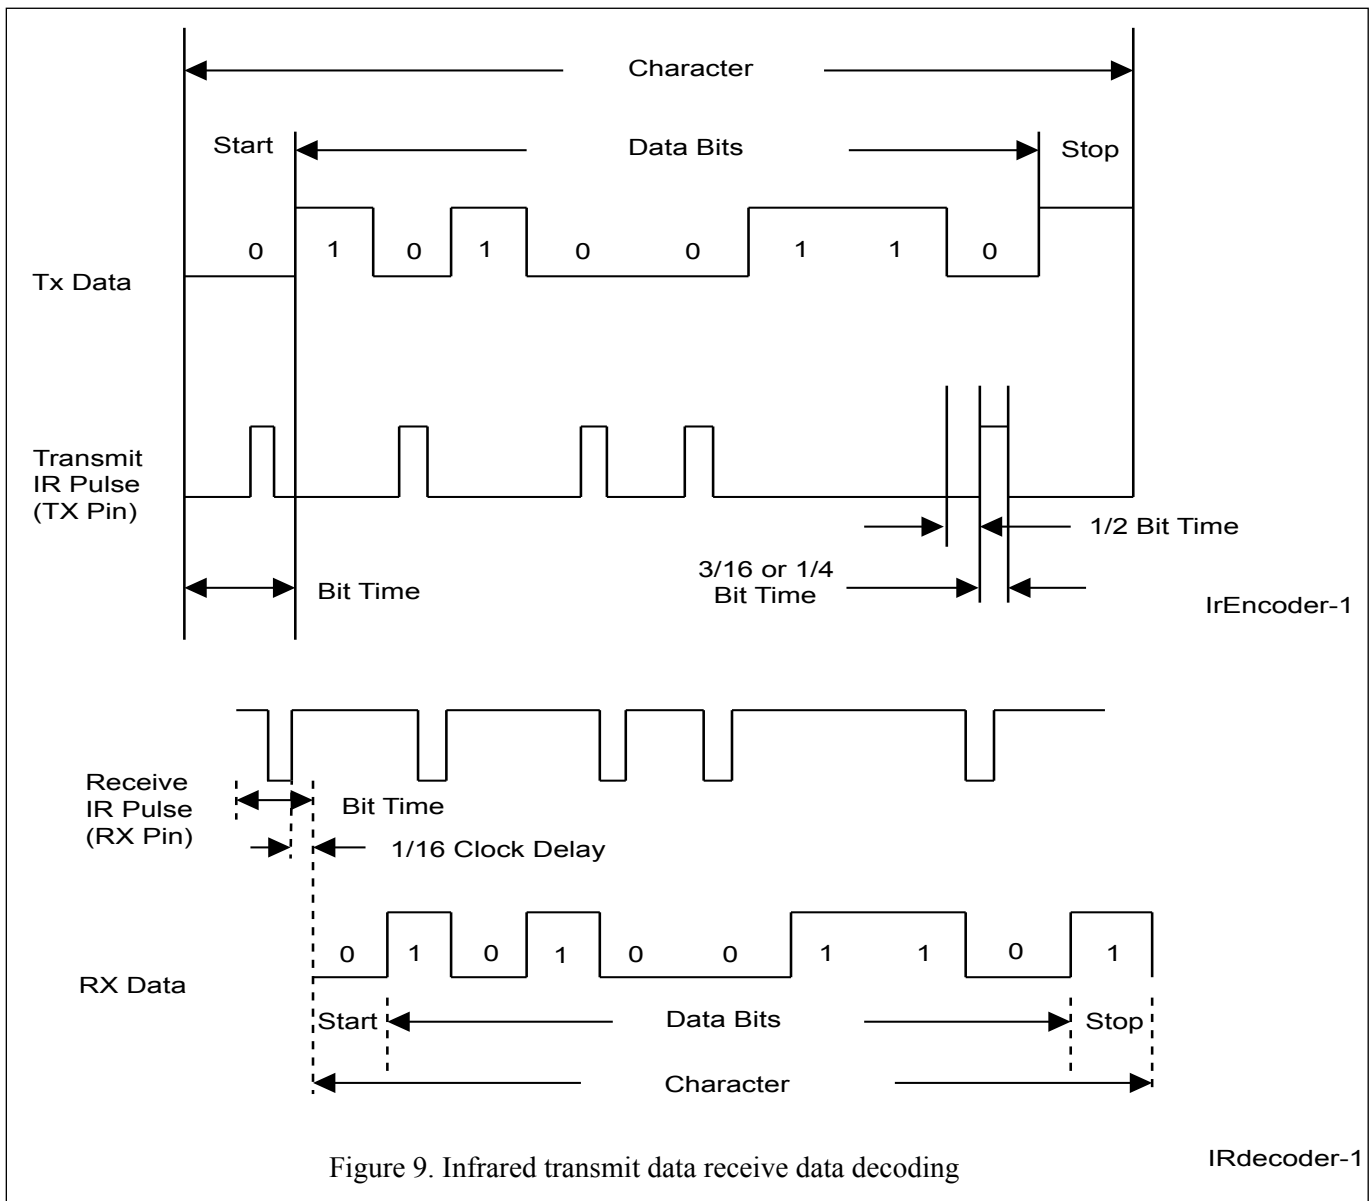 Character
Start Data Bits Stop
0 1 0 1 0 0 1 1 0
Tx Data
Transmit
IR Pulse
(TX Pin)
1/2 Bit Time
3/16 or 1/4
Bit Time
Bit Time
IrEncoder-1
Receive
IR Pulse
(RX Pin)
Bit Time
1/16 Clock Delay
0 1 0 1 0 0 1 1 0 1
RX Data
Start Data Bits Stop
Character
Figure 9. Infrared transmit data receive data decoding
IRdecoder-1